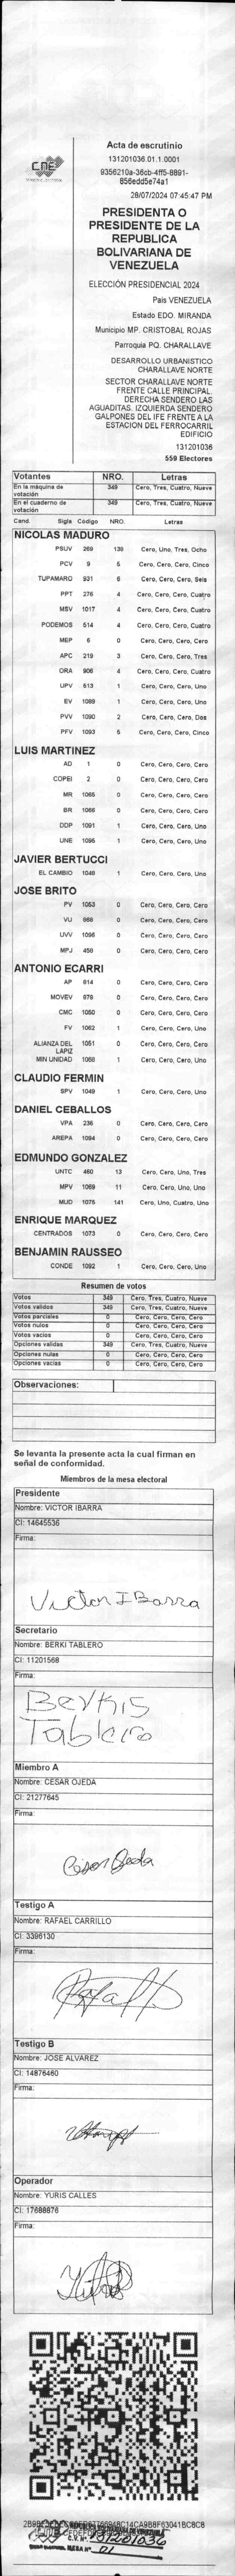 CNE
Acta de escrutinio
131201036.01.1.0001
9356210a-36cb-4ff5-8891-
856edd5e74a1
28/07/2024 07:45:47 PM
PRESIDENTA O
PRESIDENTE DE LA
REPUBLICA
BOLIVARIANA DE
VENEZUELA
ELECCIÓN PRESIDENCIAL 2024
Pais VENEZUELA
Estado EDO. MIRANDA
Municipio MP. CRISTOBAL ROJAS
Parroquia PQ. CHARALLAVE
DESARROLLO URBANISTICO
CHARALLAVE NORTE
SECTOR CHARALLAVE NORTE
FRENTE CALLE PRINCIPAL.
DERECHA SENDERO LAS
AGUADITAS. IZQUIERDA SENDERO
GALPONES DEL IFE FRENTE A LA
ESTACION DEL FERROCARRIL
EDIFICIO
131201036
559 Electores
Votantes NRO. Letras
En la máquina de votación 349 Cero, Tres, Cuatro, Nueve
En el cuaderno de votación 349 Cero, Tres, Cuatro, Nueve
Cand. Sigla Código NRO. Letras
NICOLAS MADURO
PSUV 269 138 Cero, Uno, Tres, Ocho
PCV 9 5 Cero, Cero, Cero, Cinco
TUPAMARO 931 6 Cero, Cero, Cero, Seis
PPT 276 4 Cero, Cero, Cero, Cuatro
MSV 1017 4 Cero, Cero, Cero, Cuatro
PODEMOS 514 4 Cero, Cero, Cero, Cuatro
MEP 6 0 Cero, Cero, Cero, Cero
APC 219 3 Cero, Cero, Cero, Tres
ORA 906 4 Cero, Cero, Cero, Cuatro
UPV 613 1 Cero, Cero, Cero, Uno
EV 1089 1 Cero, Cero, Cero, Uno
PVV 1090 2 Cero, Cero, Cero, Dos
PFV 1093 5 Cero, Cero, Cero, Cinco
LUIS MARTINEZ
AD 1 0 Cero, Cero, Cero, Cero
COPEI 2 0 Cero, Cero, Cero, Cero
MR 1065 0 Cero, Cero, Cero, Cero
BR 1066 0 Cero, Cero, Cero, Cero
DDP 1091 1 Cero, Cero, Cero, Uno
UNE 1095 1 Cero, Cero, Cero, Uno
JAVIER BERTUCCI
EL CAMBIO 1048 1 Cero, Cero, Cero, Uno
JOSE BRITO
PV 1053 0 Cero, Cero, Cero, Cero
VU 868 0 Cero, Cero, Cero, Cero
UVV 1096 0 Cero, Cero, Cero, Cero
MPJ 458 0 Cero, Cero, Cero, Cero
ANTONIO ECARRI
AP 814 0 Cero, Cero, Cero, Cero
MOVEV 878 0 Cero, Cero, Cero, Cero
CMC 1050 0 Cero, Cero, Cero, Cero
FV 1062 1 Cero, Cero, Cero, Uno
ALIANZA DEL LAPIZ 1051 0 Cero, Cero, Cero, Cero
MIN UNIDAD 1068 1 Cero, Cero, Cero, Uno
CLAUDIO FERMIN
SPV 1049 1 Cero, Cero, Cero, Uno
DANIEL CEBALLOS
VPA 236 0 Cero, Cero, Cero, Cero
AREPA 1094 0 Cero, Cero, Cero, Cero
EDMUNDO GONZALEZ
UNTC 460 13 Cero, Cero, Uno, Tres
MPV 1069 11 Cero, Cero, Uno, Uno
MUD 1075 141 Cero, Uno, Cuatro, Uno
ENRIQUE MARQUEZ
CENTRADOS 1073 0 Cero, Cero, Cero, Cero
BENJAMIN RAUSSEO
CONDE 1092 1 Cero, Cero, Cero, Uno
Resumen de votos
Votos 349 Cero, Tres, Cuatro, Nueve
Votos validos 349 Cero, Tres, Cuatro, Nueve
Votos parciales 0 Cero, Cero, Cero, Cero
Votos nulos 0 Cero, Cero, Cero, Cero
Votos vacios 0 Cero, Cero, Cero, Cero
Opciones validas 349 Cero, Tres, Cuatro, Nueve
Opciones nulas 0 Cero, Cero, Cero, Cero
Opciones vacias 0 Cero, Cero, Cero, Cero
Observaciones:
Se levanta la presente acta la cual firman en
señal de conformidad.
Miembros de la mesa electoral
Presidente
Nombre: VICTOR IBARRA
CI: 14645536
Firma:
Victor IBarra
Secretario
Nombre: BERKI TABLERO
CI: 11201568
Firma:
Berkis
Tablero
Miembro A
Nombre: CESAR OJEDA
CI: 21277645
Firma:
Cesar Ojeda
Testigo A
Nombre: RAFAEL CARRILLO
CI: 3396130
Firma:
Testigo B
Nombre: JOSE ALVAREZ
CI: 14876460
Firma:
Operador
Nombre: YURIS CALLES
CI: 17688876
Firma:
C.V. Nº 131201036
MESA Nº 01